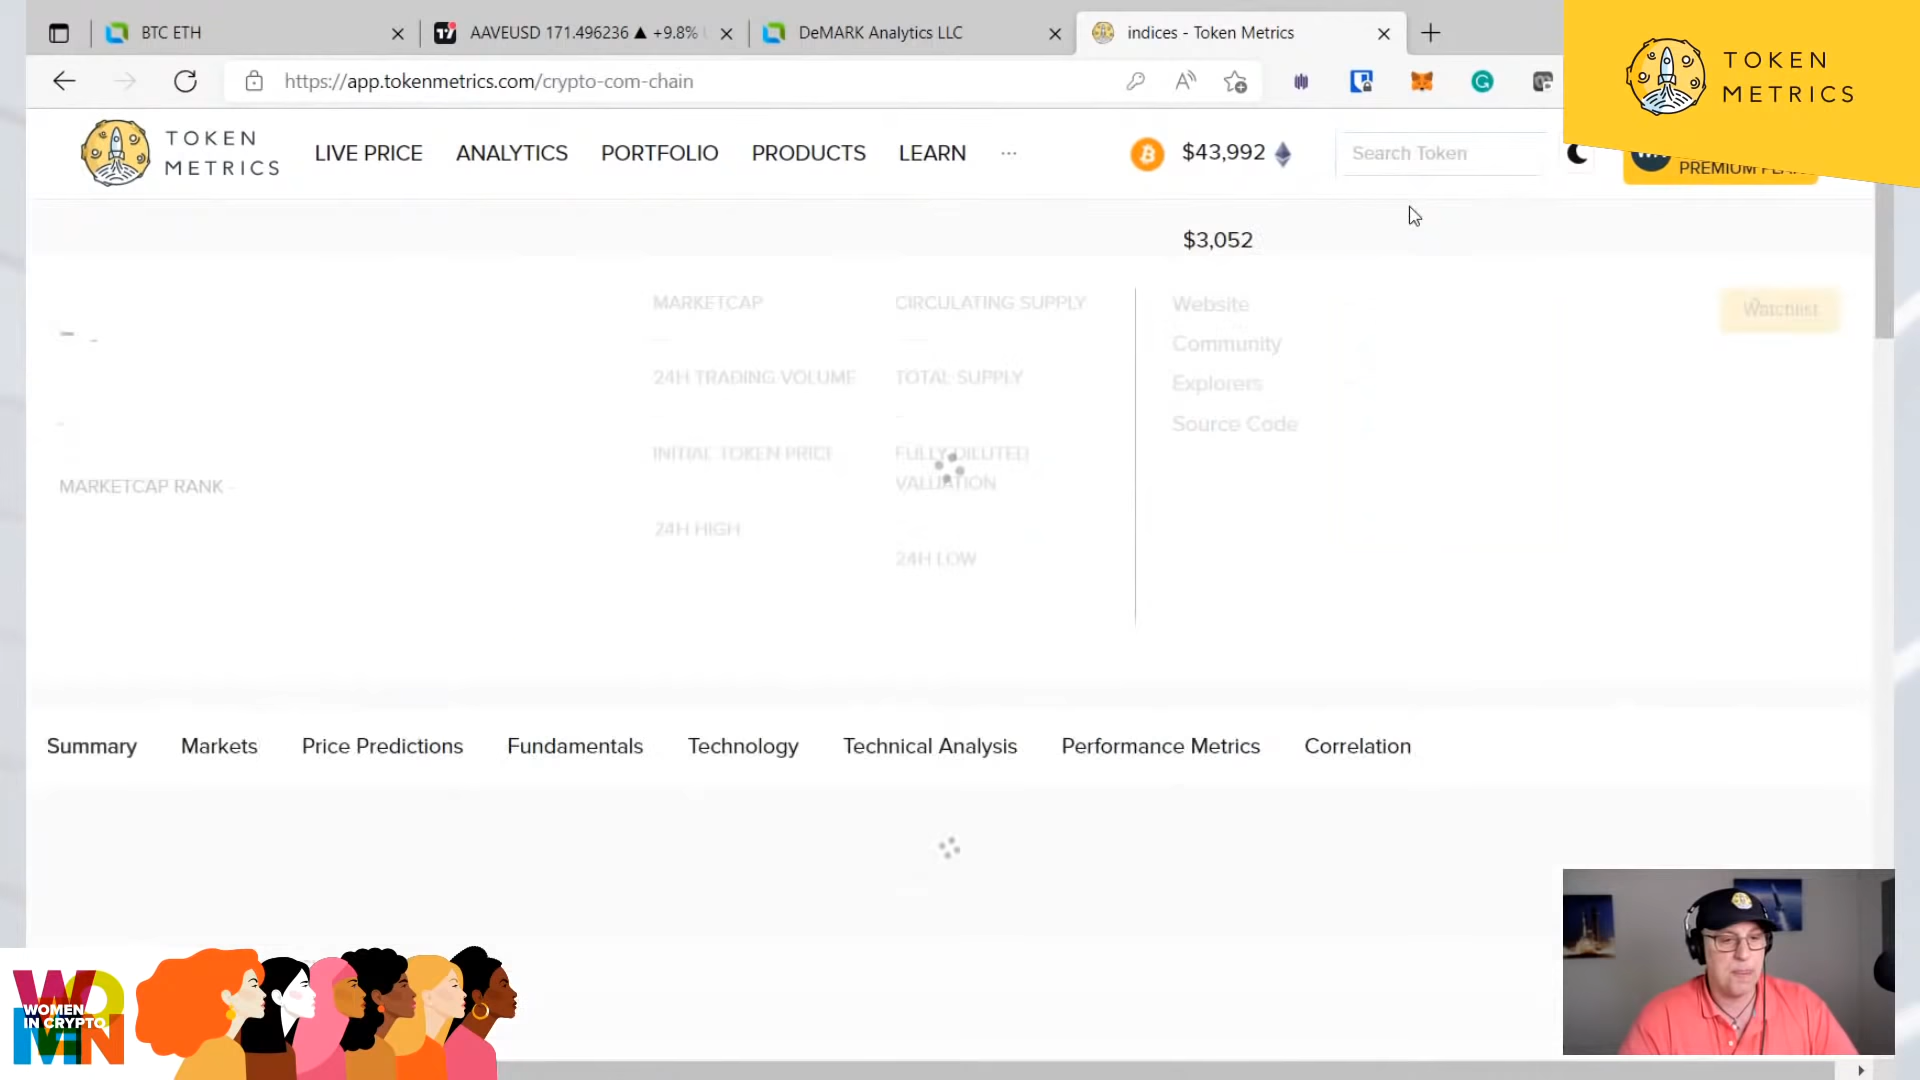 BTC ETH
AAVEUSD 171.496236 ▲ +9.8%
DeMARK Analytics LLC
indices - Token Metrics
https://app.tokenmetrics.com/crypto-com-chain
TOKEN
METRICS
TOKEN
METRICS
LIVE PRICE
ANALYTICS
PORTFOLIO
PRODUCTS
LEARN
...
$43,992
Search Token
$3,052
MARKETCAP
CIRCULATING SUPPLY
Website
Watchlist
Community
24H TRADING VOLUME
TOTAL SUPPLY
Explorers
Source Code
INITIAL TOKEN PRICE
FULLY DILUTED
VALUATION
MARKETCAP RANK -
24H HIGH
24H LOW
Summary
Markets
Price Predictions
Fundamentals
Technology
Technical Analysis
Performance Metrics
Correlation
WOMEN
WOMEN
IN CRYPTO